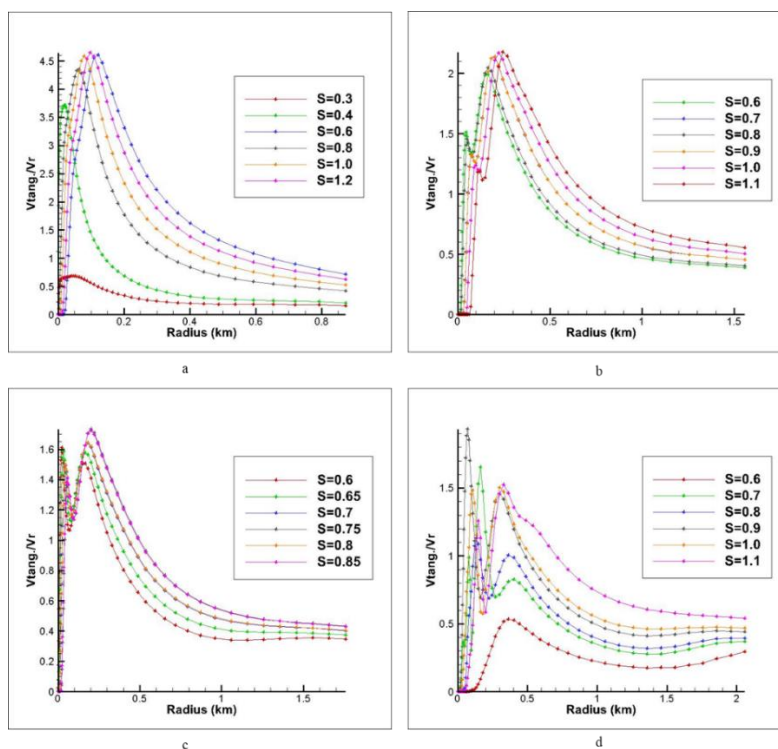 4.5
4
3.5
3
2.5
2
1.5
1
0.5
0
Vtang./Vr
S=0.3
S=0.4
S=0.6
S=0.8
S=1.0
S=1.2
0 0.2 0.4 0.6 0.8
Radius (km)
a
2
1.5
1
0.5
0
Vtang./Vr
S=0.6
S=0.7
S=0.8
S=0.9
S=1.0
S=1.1
0 0.5 1 1.5
Radius (km)
b
1.6
1.4
1.2
1
0.8
0.6
0.4
0.2
0
Vtang./Vr
S=0.6
S=0.65
S=0.7
S=0.75
S=0.8
S=0.85
0 0.5 1 1.5
Radius (km)
c
1.5
1
0.5
0
Vtang./Vr
S=0.6
S=0.7
S=0.8
S=0.9
S=1.0
S=1.1
0 0.5 1 1.5 2
Radius (km)
d